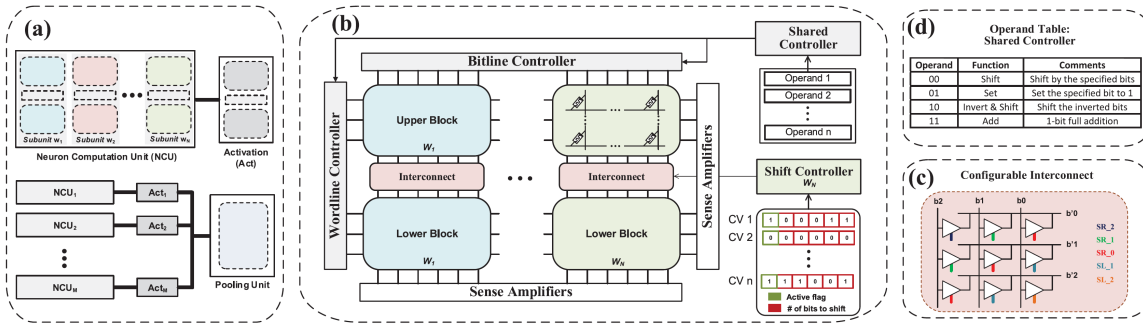 (a)
Subunit w1
Subunit w2
Subunit wN
Neuron Computation Unit (NCU)
Activation
(Act)
NCU1
Act1
NCU2
Act2
NCUM
ActM
Pooling Unit
(b)
Shared
Controller
Bitline Controller
Operand 1
Operand 2
Operand n
Wordline Controller
Upper Block
W1
Sense Amplifiers
Interconnect
Interconnect
Shift Controller
WN
Lower Block
W1
Lower Block
WN
CV 1
1 0 0 0 1 1
CV 2
0 0 0 0 0 0
CV n
1 1 1 0 0 1
Active flag
# of bits to shift
Sense Amplifiers
(d)
Operand Table:
Shared Controller
Operand Function Comments
00 Shift Shift by the specified bits
01 Set Set the specified bit to 1
10 Invert & Shift Shift the inverted bits
11 Add 1-bit full addition
(c)
Configurable Interconnect
b2 b1 b0
b'0
b'1
b'2
SR_2
SR_1
SR_0
SL_1
SL_2